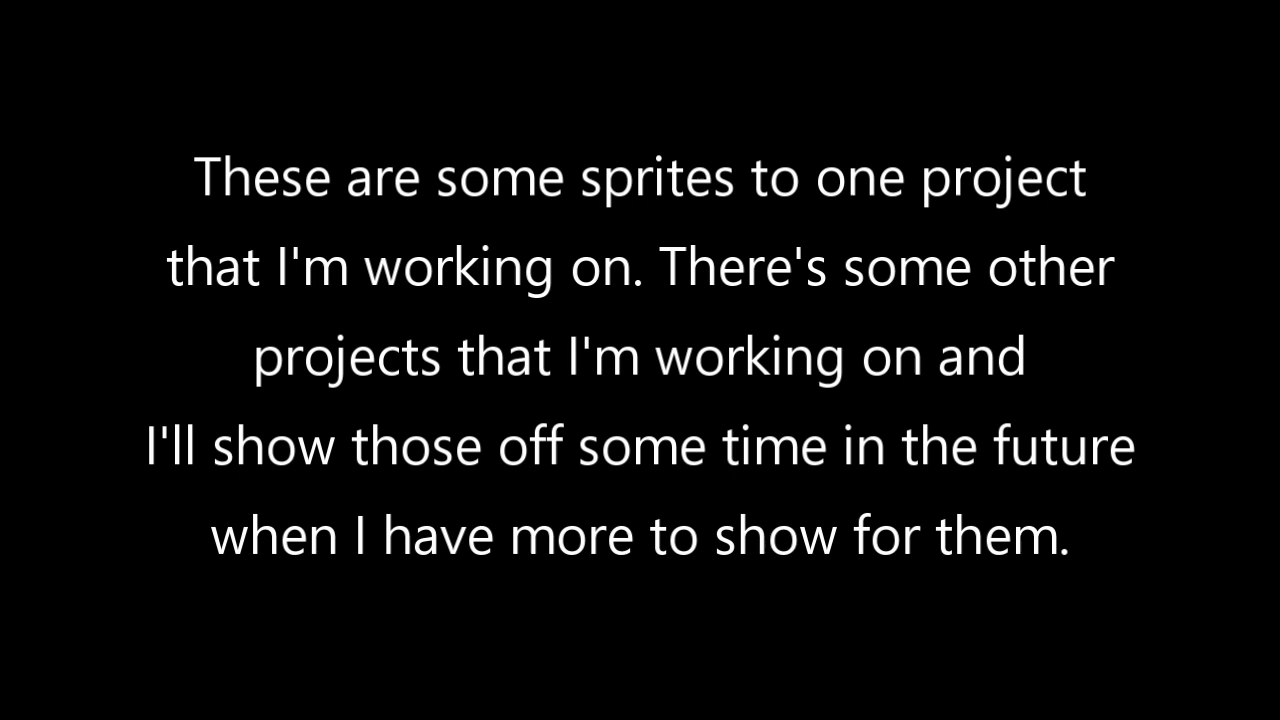 These are some sprites to one project
that I'm working on. There's some other
projects that I'm working on and
I'll show those off some time in the future
when I have more to show for them.